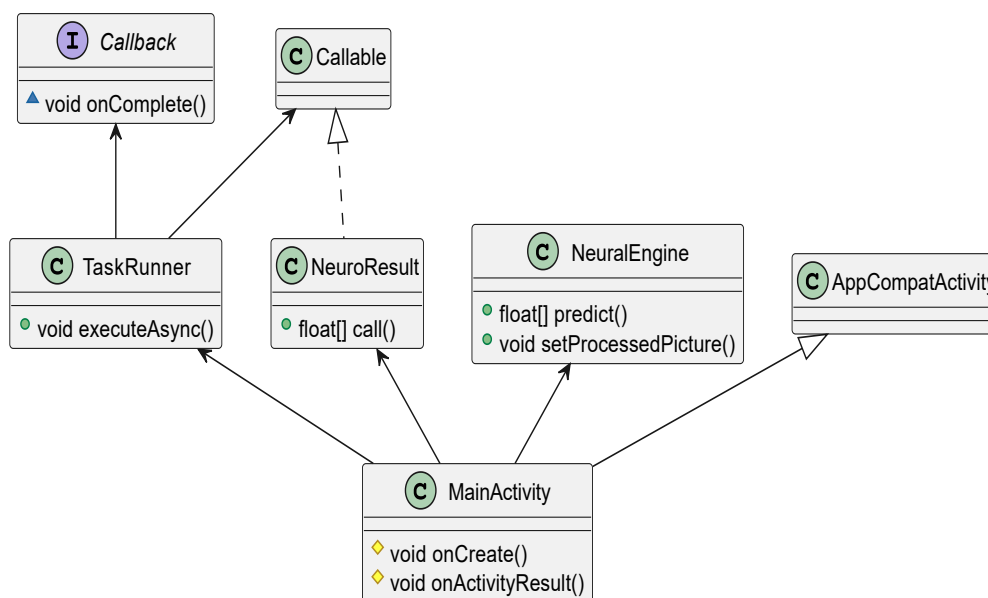 I Callback
void onComplete()
C Callable
C TaskRunner
void executeAsync()
C NeuroResult
float[] call()
C NeuralEngine
float[] predict()
void setProcessedPicture()
C AppCompatActivity
C MainActivity
void onCreate()
void onActivityResult()